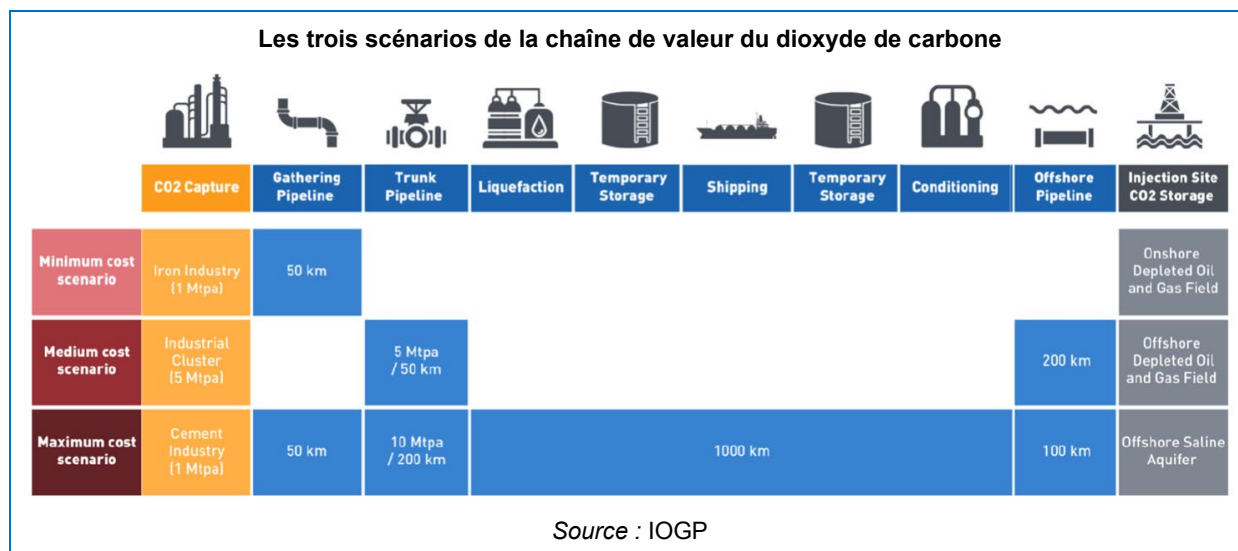 Les trois scénarios de la chaîne de valeur du dioxyde de carbone
CO2 Capture
Gathering
Pipeline
Trunk
Pipeline
Liquefaction
Temporary
Storage
Shipping
Temporary
Storage
Conditioning
Offshore
Pipeline
Injection Site
CO2 Storage
Minimum cost
scenario
Iron Industry
(1 Mtpa)
50 km
Onshore
Depleted Oil
and Gas Field
Medium cost
scenario
Industrial
Cluster
(5 Mtpa)
5 Mtpa
/ 50 km
200 km
Offshore
Depleted Oil
and Gas Field
Maximum cost
scenario
Cement
Industry
(1 Mtpa)
50 km
10 Mtpa
/ 200 km
1000 km
100 km
Offshore Saline
Aquifer
Source : IOGP